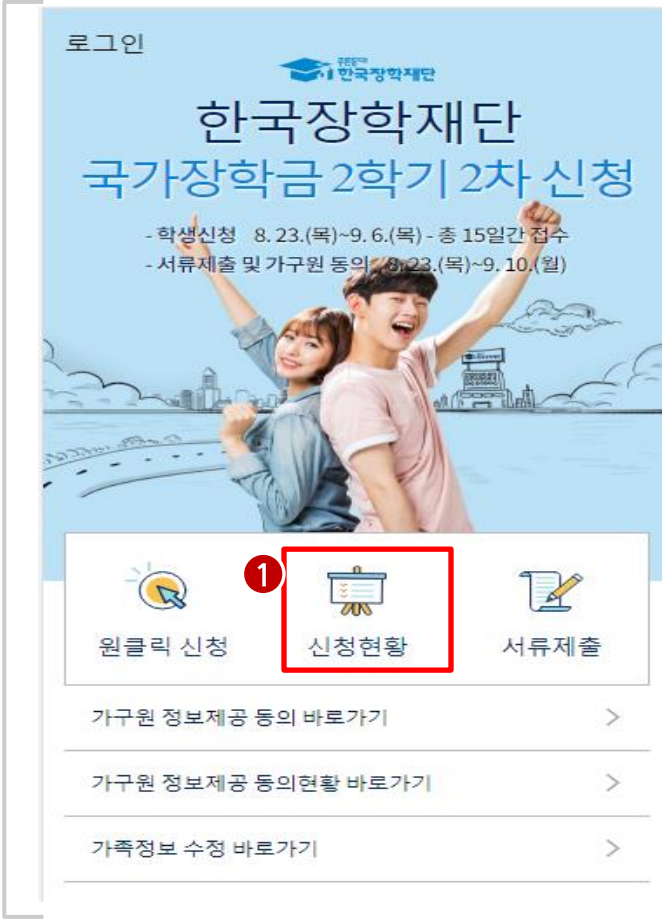 로그인
푸른등대
한국장학재단
한국장학재단
국가장학금 2학기 2차 신청
- 학생신청 8. 23.(목)~9. 6.(목) - 총 15일간 접수
- 서류제출 및 가구원 동의 8. 23.(목)~9. 10.(월)
1
원클릭 신청 신청현황 서류제출
가구원 정보제공 동의 바로가기 >
가구원 정보제공 동의현황 바로가기 >
가족정보 수정 바로가기 >